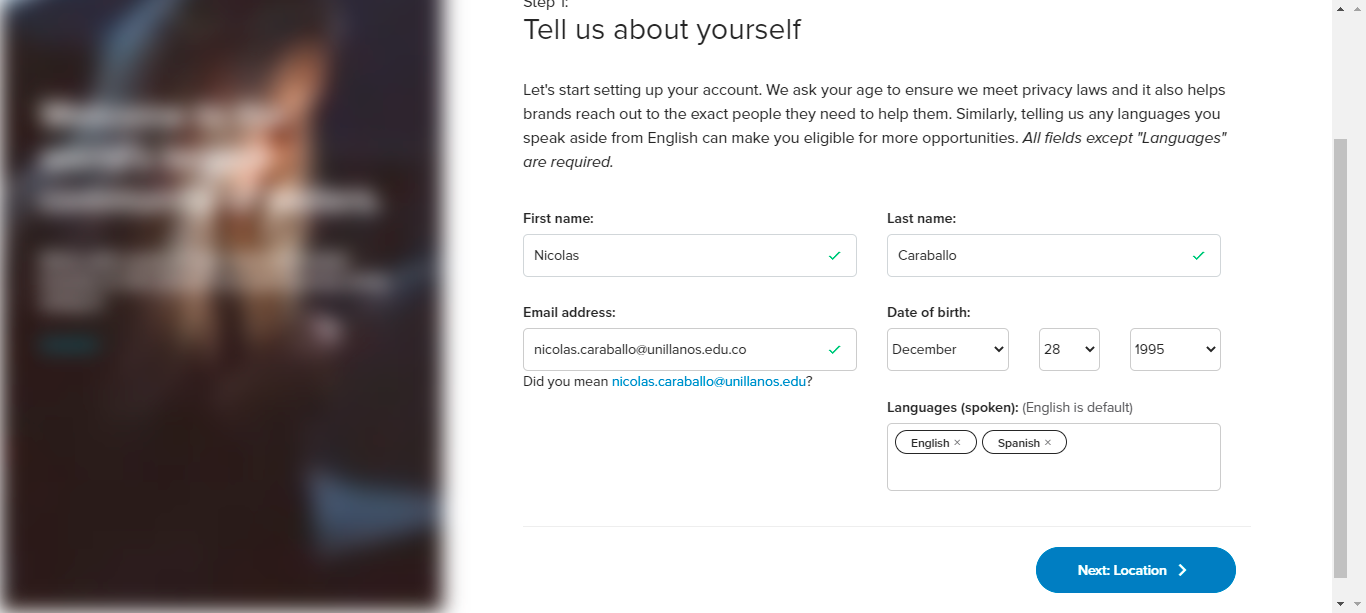 Step 1:
Tell us about yourself
Let's start setting up your account. We ask your age to ensure we meet privacy laws and it also helps
brands reach out to the exact people they need to help them. Similarly, telling us any languages you
speak aside from English can make you eligible for more opportunities. All fields except "Languages"
are required.
First name:
Nicolas
Last name:
Caraballo
Email address:
nicolas.caraballo@unillanos.edu.co
Did you mean nicolas.caraballo@unillanos.edu?
Date of birth:
December 28 1995
Languages (spoken): (English is default)
English × Spanish ×
Next: Location